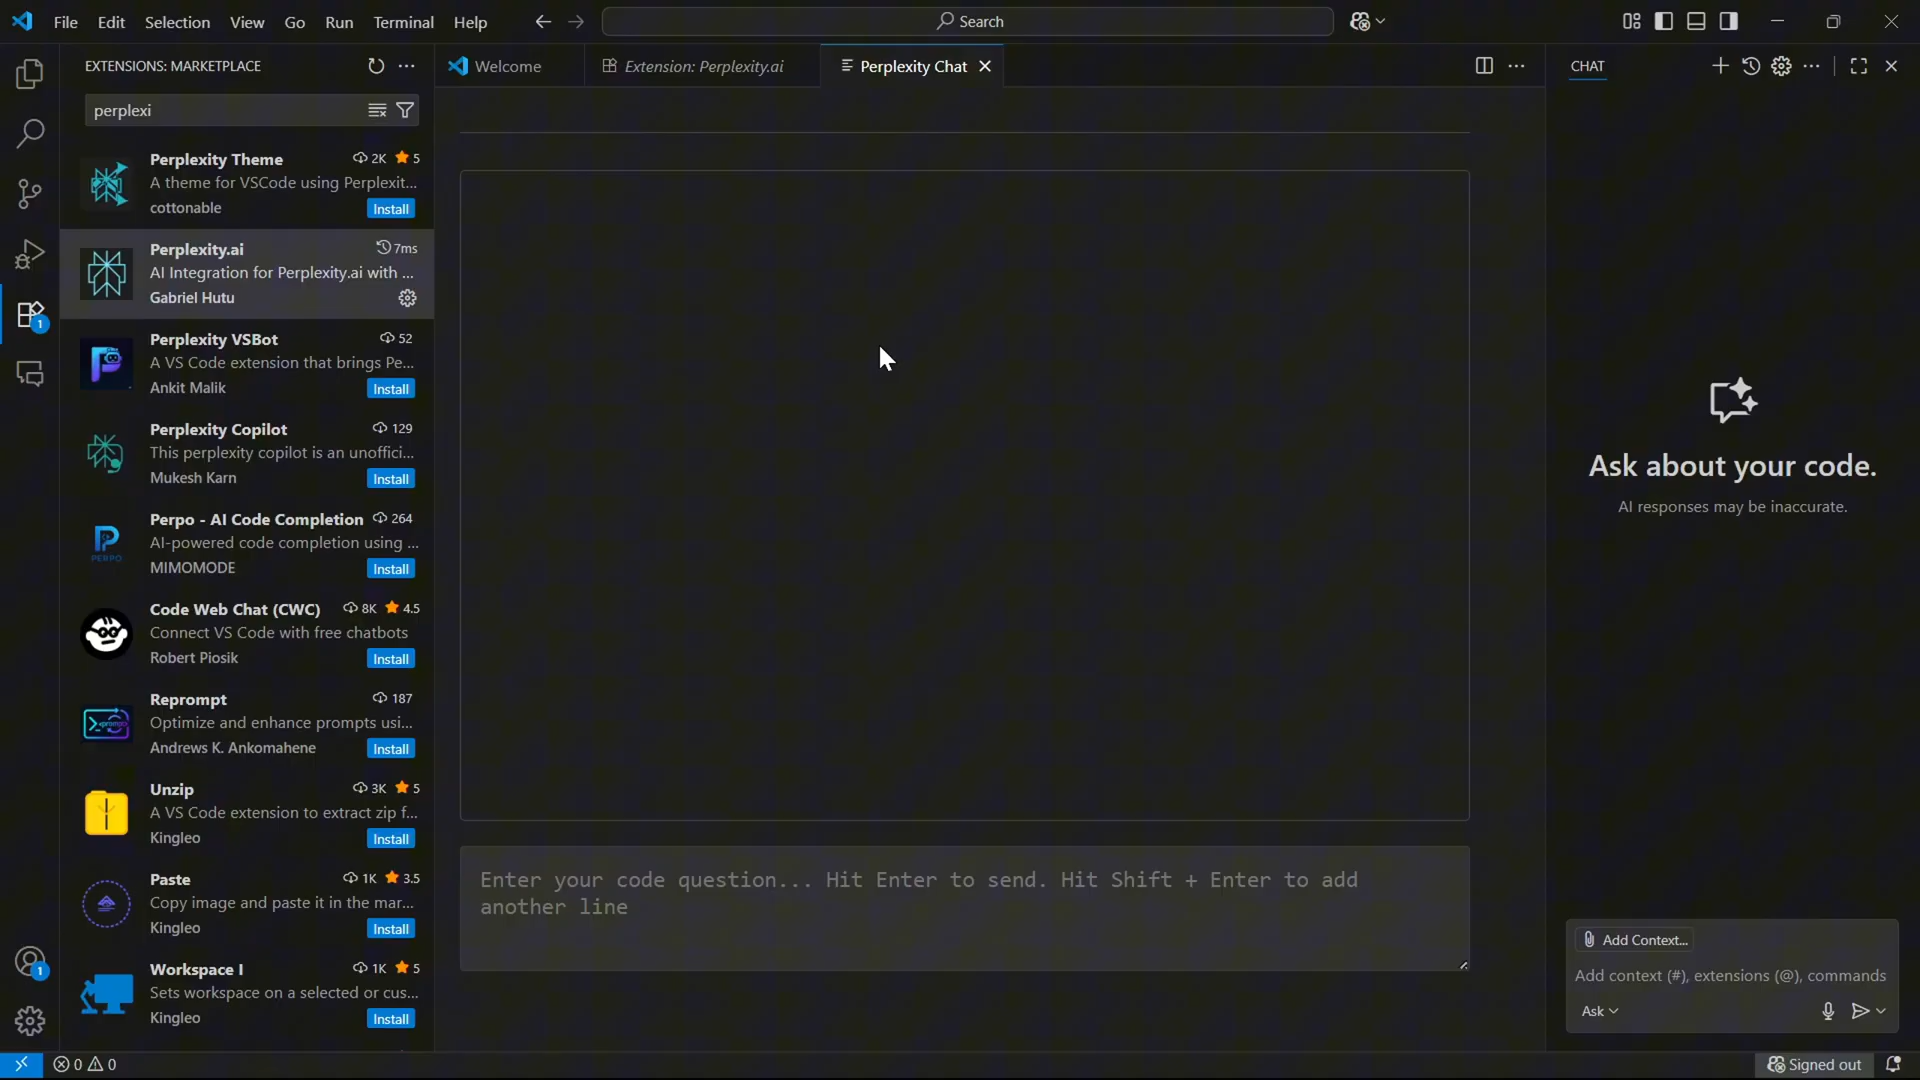 File Edit Selection View Go Run Terminal Help
Search
EXTENSIONS: MARKETPLACE
perplexi
Perplexity Theme 2K 5
A theme for VSCode using Perplexit...
cottonable Install
Perplexity.ai 7ms
AI Integration for Perplexity.ai with ...
Gabriel Hutu
Perplexity VSBot 52
A VS Code extension that brings Pe...
Ankit Malik Install
Perplexity Copilot 129
This perplexity copilot is an unoffici...
Mukesh Karn Install
Perpo - AI Code Completion 264
AI-powered code completion using ...
MIMOMODE Install
PERPO
Code Web Chat (CWC) 8K 4.5
Connect VS Code with free chatbots
Robert Piosik Install
Reprompt 187
Optimize and enhance prompts usi...
Andrews K. Ankomahene Install
Unzip 3K 5
A VS Code extension to extract zip f...
Kingleo Install
Paste 1K 3.5
Copy image and paste it in the mar...
Kingleo Install
Workspace I 1K 5
Sets workspace on a selected or cus...
Kingleo Install
1
1
Welcome Extension: Perplexity.ai Perplexity Chat
Enter your code question... Hit Enter to send. Hit Shift + Enter to add
another line
CHAT
Ask about your code.
AI responses may be inaccurate.
Add Context...
Add context (#), extensions (@), commands
Ask
0 0
Signed out